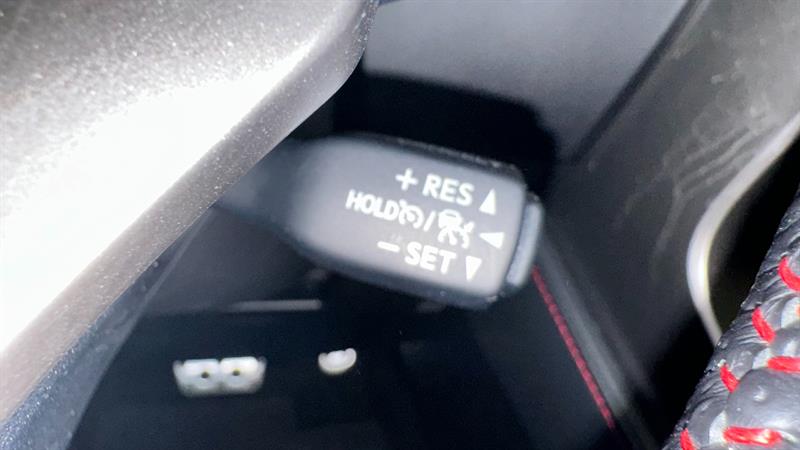 + RES
HOLD /
− SET